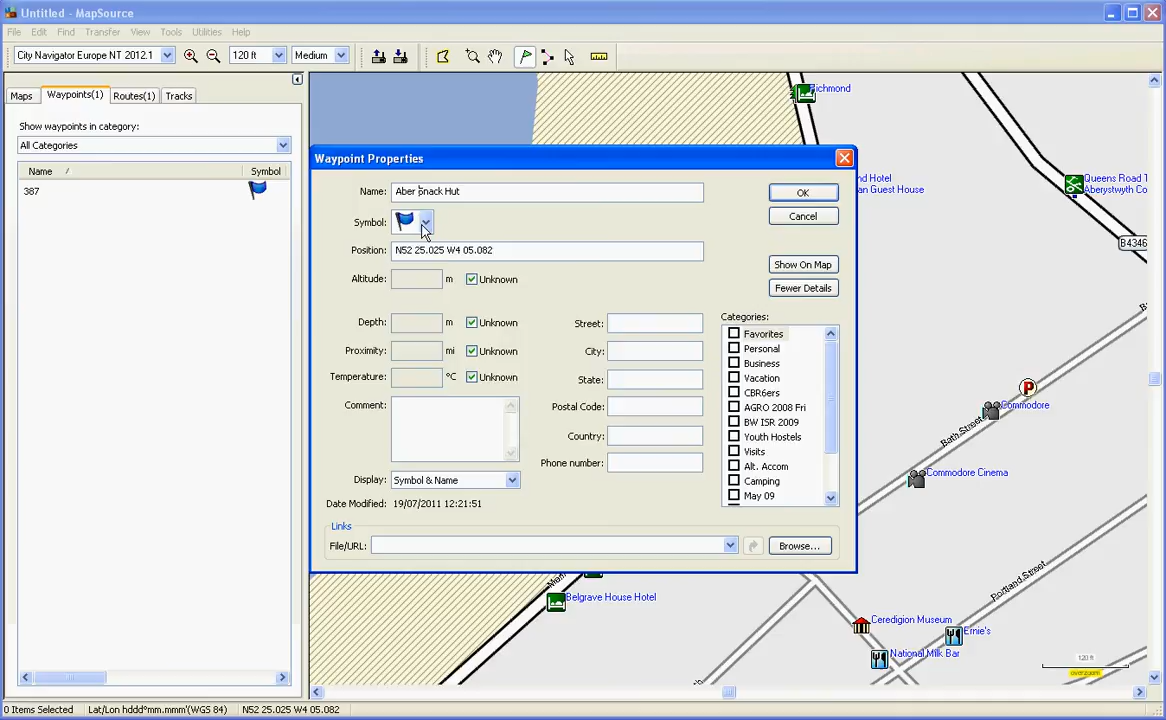 Untitled - MapSource
File Edit Find Transfer View Tools Utilities Help
City Navigator Europe NT 2012.1 120 ft Medium
Maps Waypoints(1) Routes(1) Tracks
Show waypoints in category:
All Categories
Name Symbol
387
Richmond
Queens Road T
Aberystwyth Co
nd Hotel
an Guest House
B4346
Waypoint Properties
Name: Aber Snack Hut
OK
Symbol:
Cancel
Position: N52 25.025 W4 05.082
Altitude: m Unknown
Show On Map
Fewer Details
Depth: m Unknown
Proximity: mi Unknown
Temperature: °C Unknown
Comment:
Display: Symbol & Name
Date Modified: 19/07/2011 12:21:51
Street:
City:
State:
Postal Code:
Country:
Phone number:
Categories:
Favorites
Personal
Business
Vacation
CBR6ers
AGRO 2008 Fri
BW ISR 2009
Youth Hostels
Visits
Alt. Accom
Camping
May 09
Links
File/URL: Browse...
P
Commodore
Bath Street
Commodore Cinema
Portland Street
Belgrave House Hotel
Ceredigion Museum
Ernie's
National Milk Bar
120 ft
overzoom
0 Items Selected Lat/Lon hddd°mm.mmm'(WGS 84) N52 25.025 W4 05.082